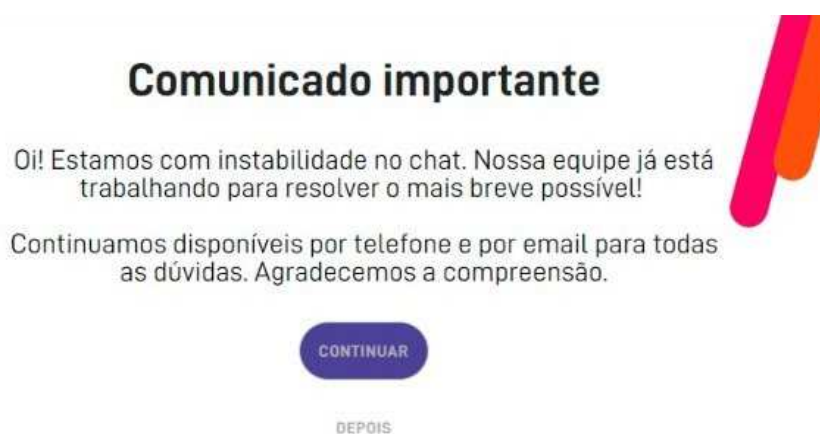 Comunicado importante
Oi! Estamos com instabilidade no chat. Nossa equipe já está
trabalhando para resolver o mais breve possível!
Continuamos disponíveis por telefone e por email para todas
as dúvidas. Agradecemos a compreensão.
CONTINUAR
DEPOIS